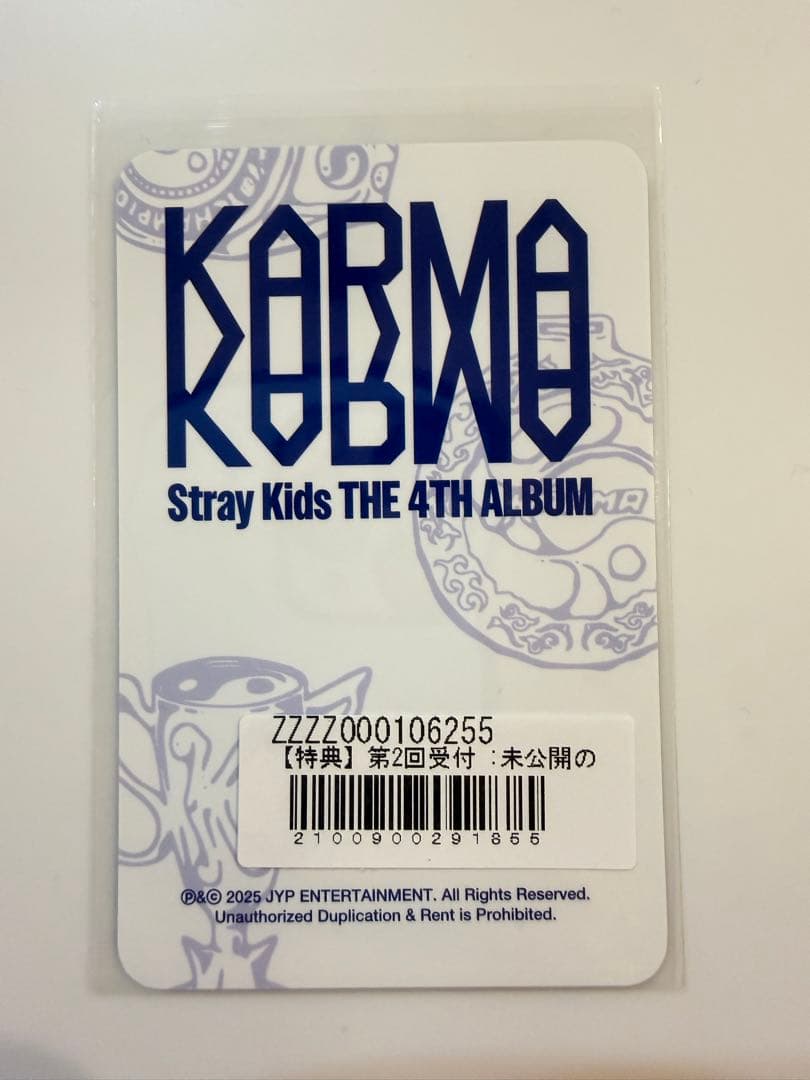 KARMA
Stray Kids THE 4TH ALBUM
ZZZZ000106255
【特典】第2回受付 :未公開の
2100900291855
℗&© 2025 JYP ENTERTAINMENT. All Rights Reserved.
Unauthorized Duplication & Rent is Prohibited.